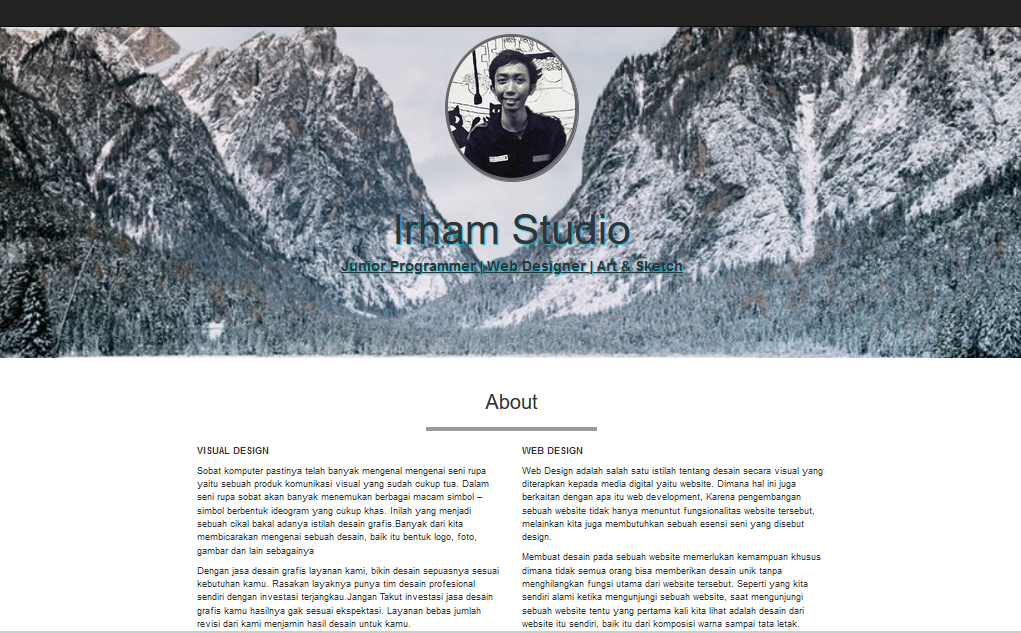 Irham Studio
Junior Programmer | Web Designer | Art & Sketch
About
VISUAL DESIGN
Sobat komputer pastinya telah banyak mengenal mengenai seni rupa
yaitu sebuah produk komunikasi visual yang sudah cukup tua. Dalam
seni rupa sobat akan banyak menemukan berbagai macam simbol –
simbol berbentuk ideogram yang cukup khas. Inilah yang menjadi
sebuah cikal bakal adanya istilah desain grafis.Banyak dari kita
membicarakan mengenai sebuah desain, baik itu bentuk logo, foto,
gambar dan lain sebagainya
Dengan jasa desain grafis layanan kami, bikin desain sepuasnya sesuai
kebutuhan kamu. Rasakan layaknya punya tim desain profesional
sendiri dengan investasi terjangkau.Jangan Takut investasi jasa desain
grafis kamu hasilnya gak sesuai ekspektasi. Layanan bebas jumlah
revisi dari kami menjamin hasil desain untuk kamu.
WEB DESIGN
Web Design adalah salah satu istilah tentang desain secara visual yang
diterapkan kepada media digital yaitu website. Dimana hal ini juga
berkaitan dengan apa itu web development, Karena pengembangan
sebuah website tidak hanya menuntut fungsionalitas website tersebut,
melainkan kita juga membutuhkan sebuah esensi seni yang disebut
design.
Membuat desain pada sebuah website memerlukan kemampuan khusus
dimana tidak semua orang bisa memberikan desain unik tanpa
menghilangkan fungsi utama dari website tersebut. Seperti yang kita
sendiri alami ketika mengunjungi sebuah website, saat mengunjungi
sebuah website tentu yang pertama kali kita lihat adalah desain dari
website itu sendiri, baik itu dari komposisi warna sampai tata letak.